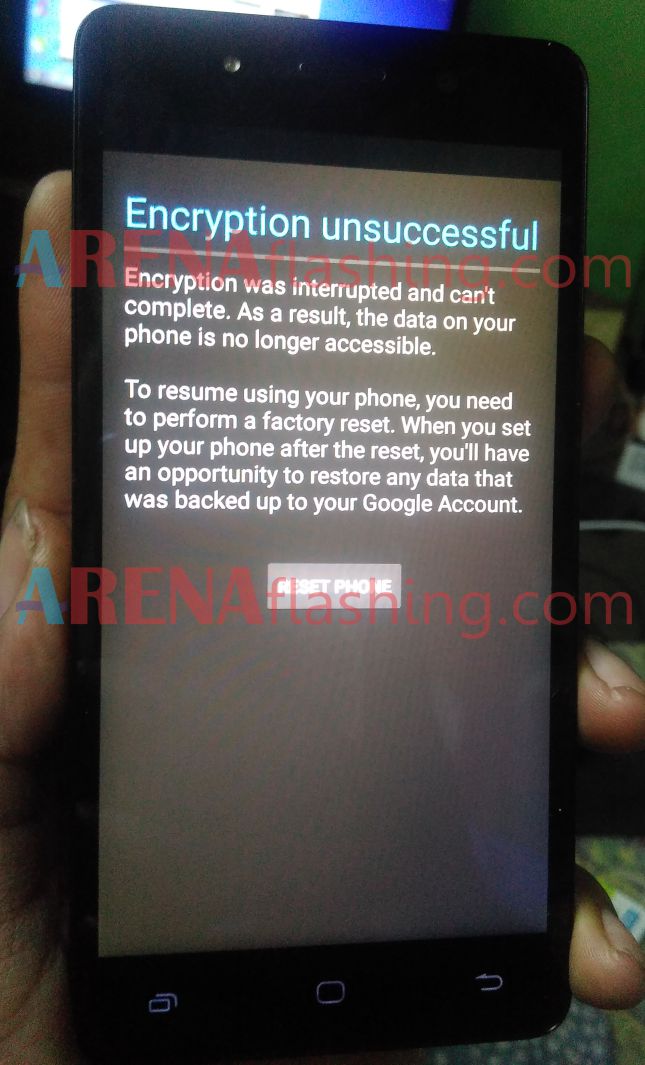 Encryption unsuccessful
ARENAflashing.com
Encryption was interrupted and can't
complete. As a result, the data on your
phone is no longer accessible.
To resume using your phone, you need
to perform a factory reset. When you set
up your phone after the reset, you'll have
an opportunity to restore any data that
was backed up to your Google Account.
RESET PHONE
ARENAflashing.com